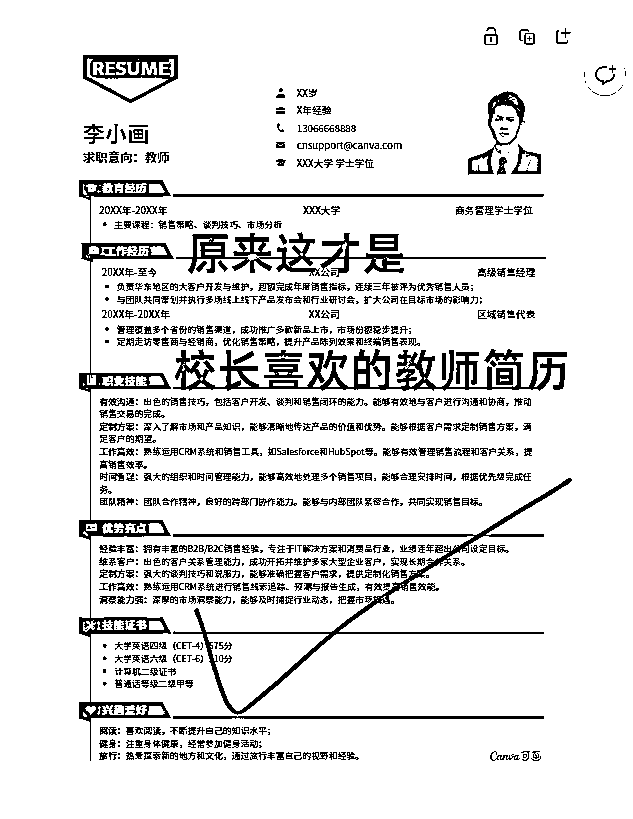 RESUME
XX岁
X年经验
李小画
13066668888
求职意向：教师
cnsupport@canva.com
XXX大学 学士学位
教育经历
20XX年-20XX年 XXX大学 商务管理学士学位
主要课程：销售策略、谈判技巧、市场分析
原来这才是
工作经历
20XX年-至今 XX公司 高级销售经理
负责华东地区的大客户开发与维护，超额完成年度销售指标，连续三年被评为优秀销售人员；
与团队共同策划并执行多场线上线下产品发布会和行业研讨会，扩大公司在目标市场的影响力；
20XX年-20XX年 XX公司 区域销售代表
管理覆盖多个省份的销售渠道，成功推广多款新品上市，市场份额稳步提升；
定期走访零售商与经销商，优化销售策略，提升产品陈列效果和终端销售表现。
校长喜欢的教师简历
职业技能
有效沟通：出色的销售技巧，包括客户开发、谈判和销售闭环的能力。能够有效地与客户进行沟通和协商，推动
销售交易的完成。
定制方案：深入了解市场和产品知识，能够清晰地传达产品的价值和优势。能够根据客户需求定制销售方案，满
足客户的期望。
工作高效：熟练运用CRM系统和销售工具，如Salesforce和HubSpot等。能够有效管理销售流程和客户关系，提
高销售效率。
时间管理：强大的组织和时间管理能力，能够高效地处理多个销售项目，能够合理安排时间，根据优先级完成任
务。
团队精神：团队合作精神，良好的跨部门协作能力。能够与内部团队紧密合作，共同实现销售目标。
优势亮点
经验丰富：拥有丰富的B2B/B2C销售经验，专注于IT解决方案和消费品行业，业绩连年超出公司设定目标。
维系客户：出色的客户关系管理能力，成功开拓并维护多家大型企业客户，实现长期合作关系。
定制方案：强大的谈判技巧和说服力，能够准确把握客户需求，提供定制化销售方案。
工作高效：熟练运用CRM系统进行销售线索追踪、预测与报告生成，有效提高销售效能。
洞察能力强：深厚的市场洞察能力，能够及时捕捉行业动态，把握市场机遇。
技能证书
大学英语四级（CET-4）575分
大学英语六级（CET-6）510分
计算机二级证书
普通话等级二级甲等
兴趣爱好
阅读：喜欢阅读，不断提升自己的知识水平；
健身：注重身体健康，经常参加健身活动；
旅行：热爱探索新的地方和文化，通过旅行丰富自己的视野和经验。
Canva可画